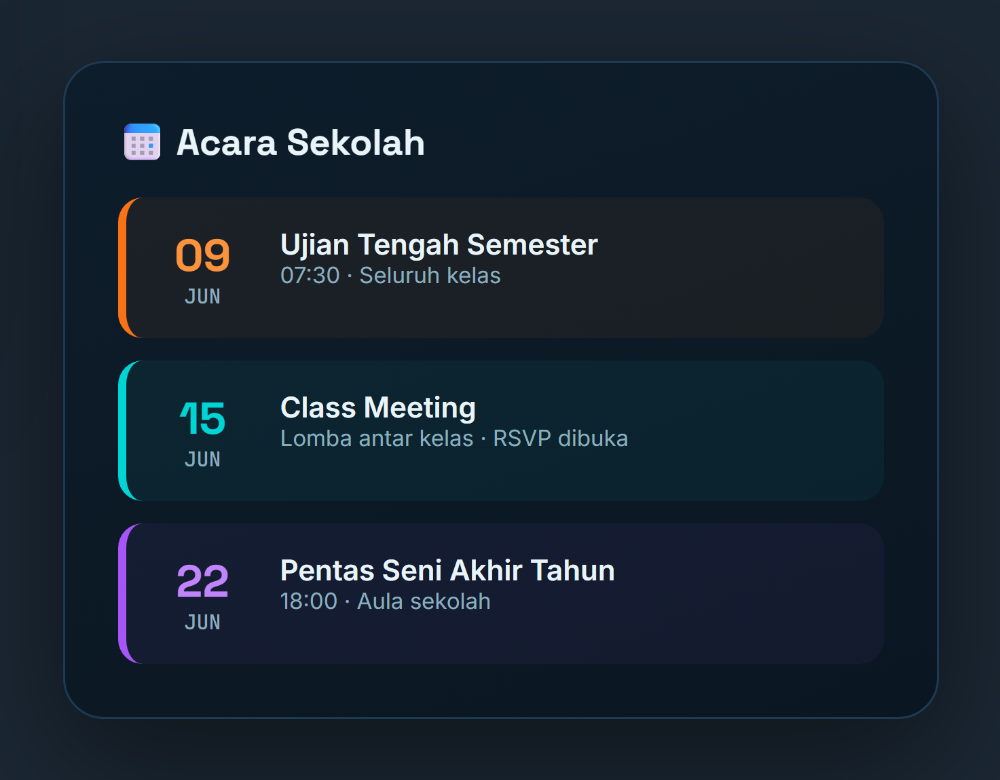 Acara Sekolah
09
JUN
Ujian Tengah Semester
07:30 · Seluruh kelas
15
JUN
Class Meeting
Lomba antar kelas · RSVP dibuka
22
JUN
Pentas Seni Akhir Tahun
18:00 · Aula sekolah